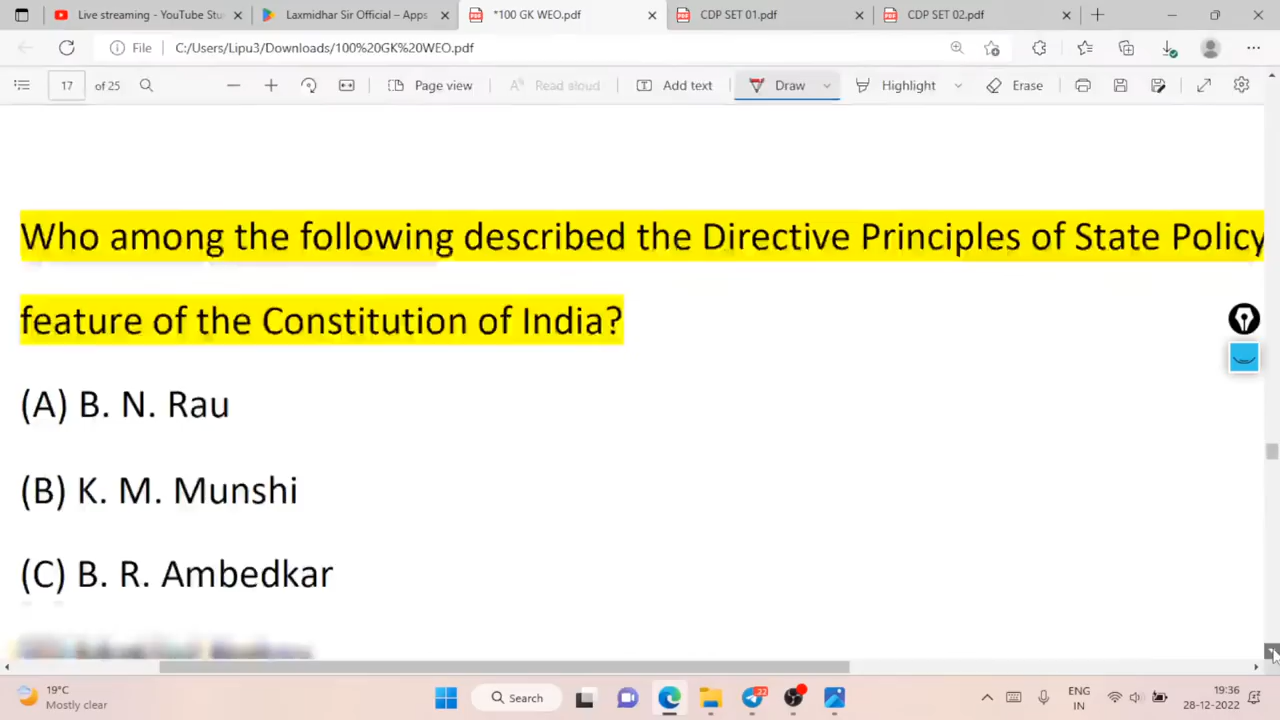 Live streaming - YouTube Stu
Laxmidhar Sir Official – Apps
*100 GK WEO.pdf
CDP SET 01.pdf
CDP SET 02.pdf
File
C:/Users/Lipu3/Downloads/100%20GK%20WEO.pdf
17 of 25
Page view
Read aloud
Add text
Draw
Highlight
Erase
Who among the following described the Directive Principles of State Policy
feature of the Constitution of India?
(A) B. N. Rau
(B) K. M. Munshi
(C) B. R. Ambedkar
19°C
Mostly clear
Search
23
ENG
IN
19:36
28-12-2022